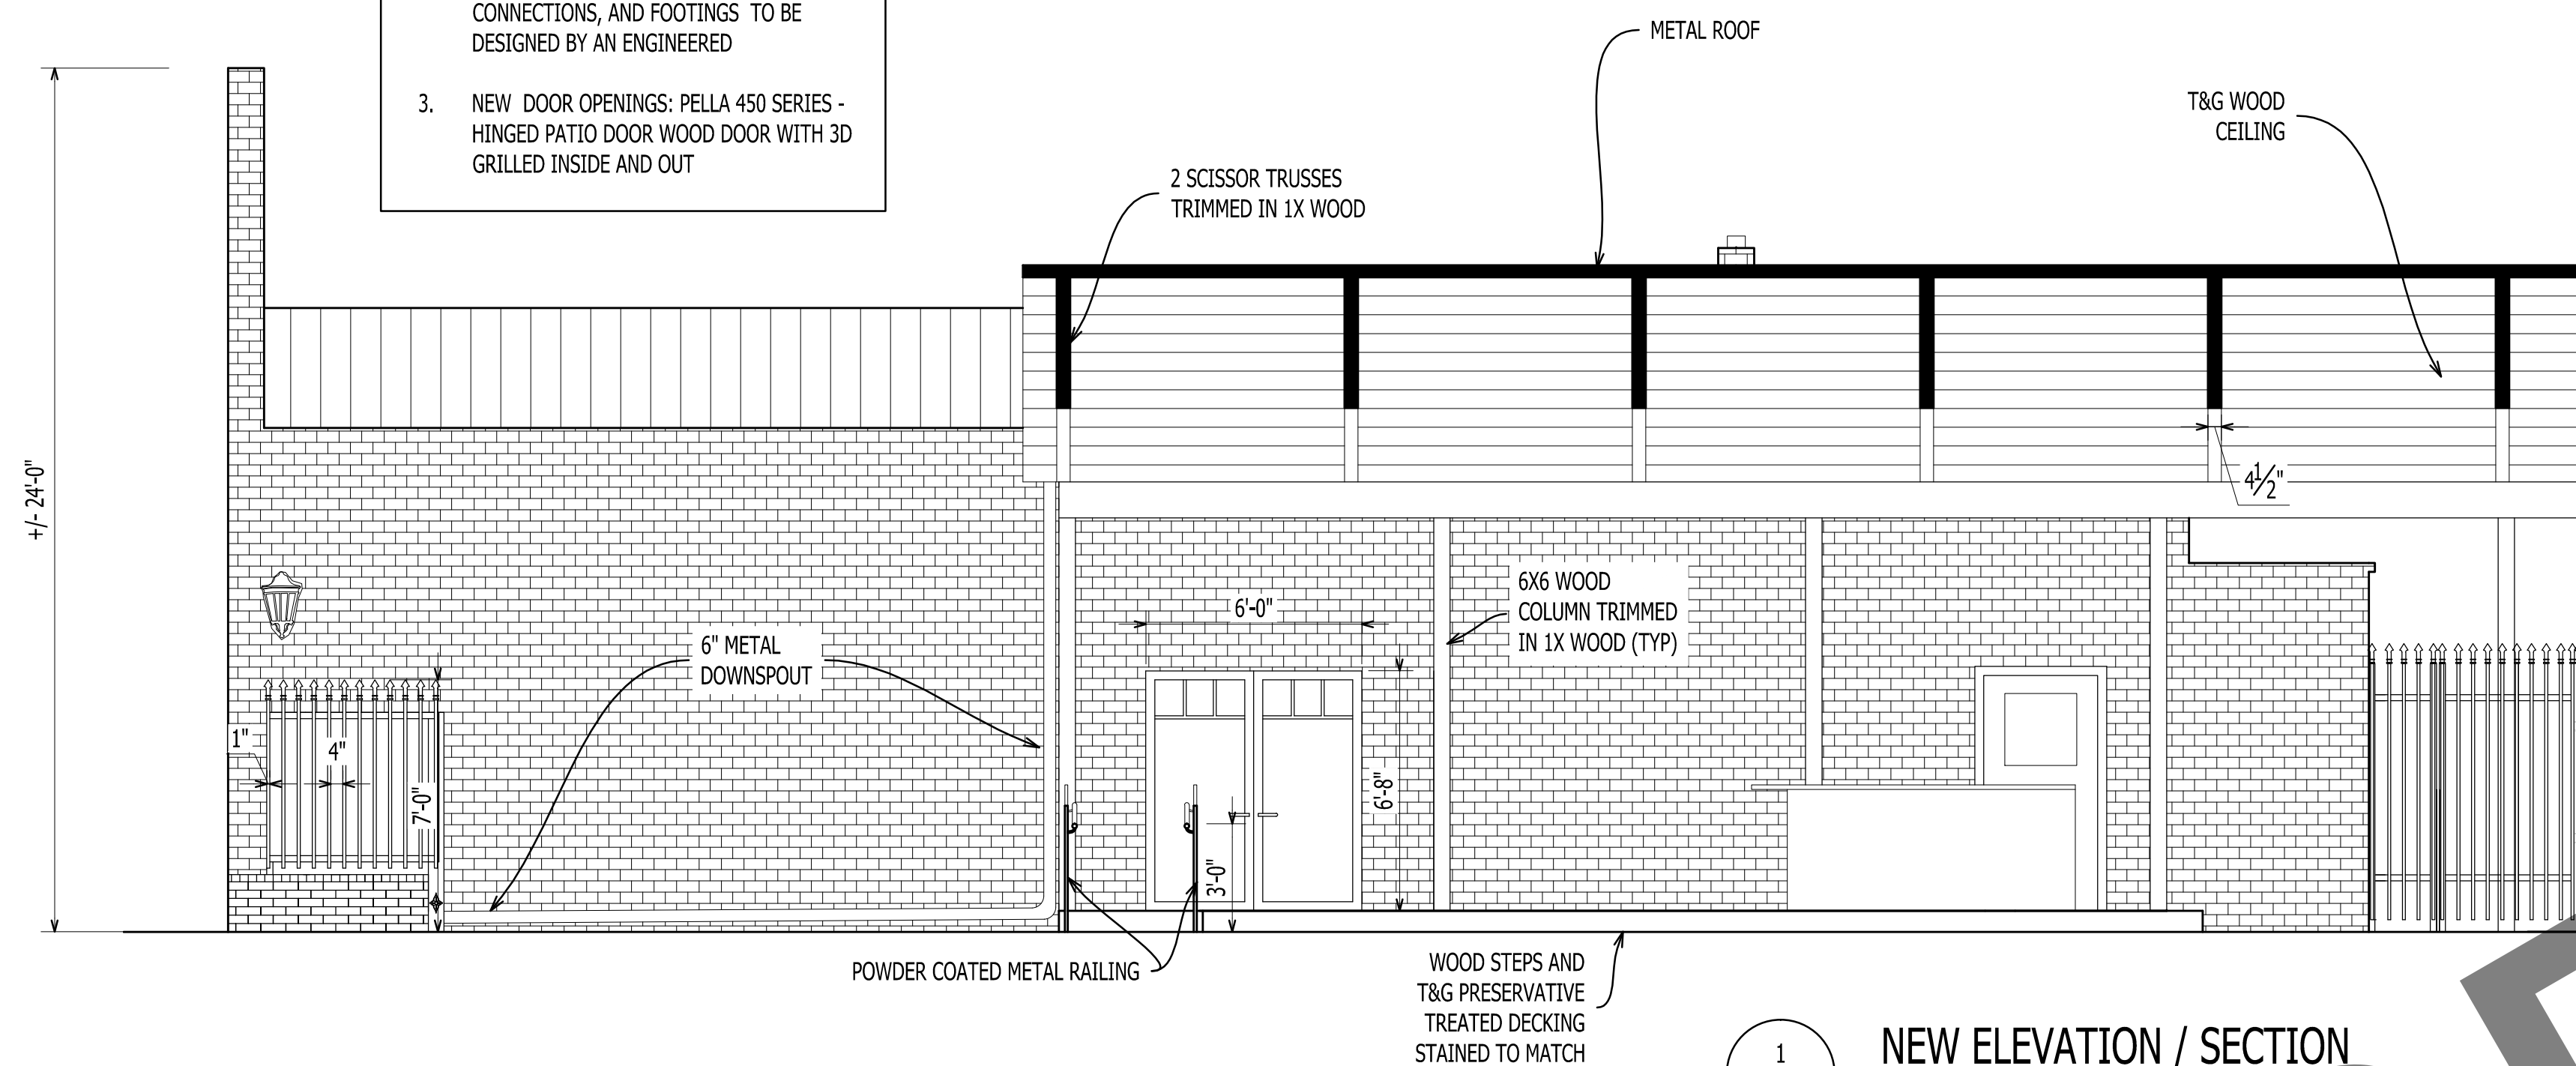 CONNECTIONS, AND FOOTINGS TO BE
DESIGNED BY AN ENGINEERED
3. NEW DOOR OPENINGS: PELLA 450 SERIES -
HINGED PATIO DOOR WOOD DOOR WITH 3D
GRILLED INSIDE AND OUT
METAL ROOF
T&G WOOD
CEILING
2 SCISSOR TRUSSES
TRIMMED IN 1X WOOD
+/- 24'-0"
4 1/2"
6X6 WOOD
COLUMN TRIMMED
IN 1X WOOD (TYP)
6'-0"
6" METAL
DOWNSPOUT
1"
4"
7'-0"
6'-8"
3'-0"
POWDER COATED METAL RAILING
WOOD STEPS AND
T&G PRESERVATIVE
TREATED DECKING
STAINED TO MATCH
1
NEW ELEVATION / SECTION